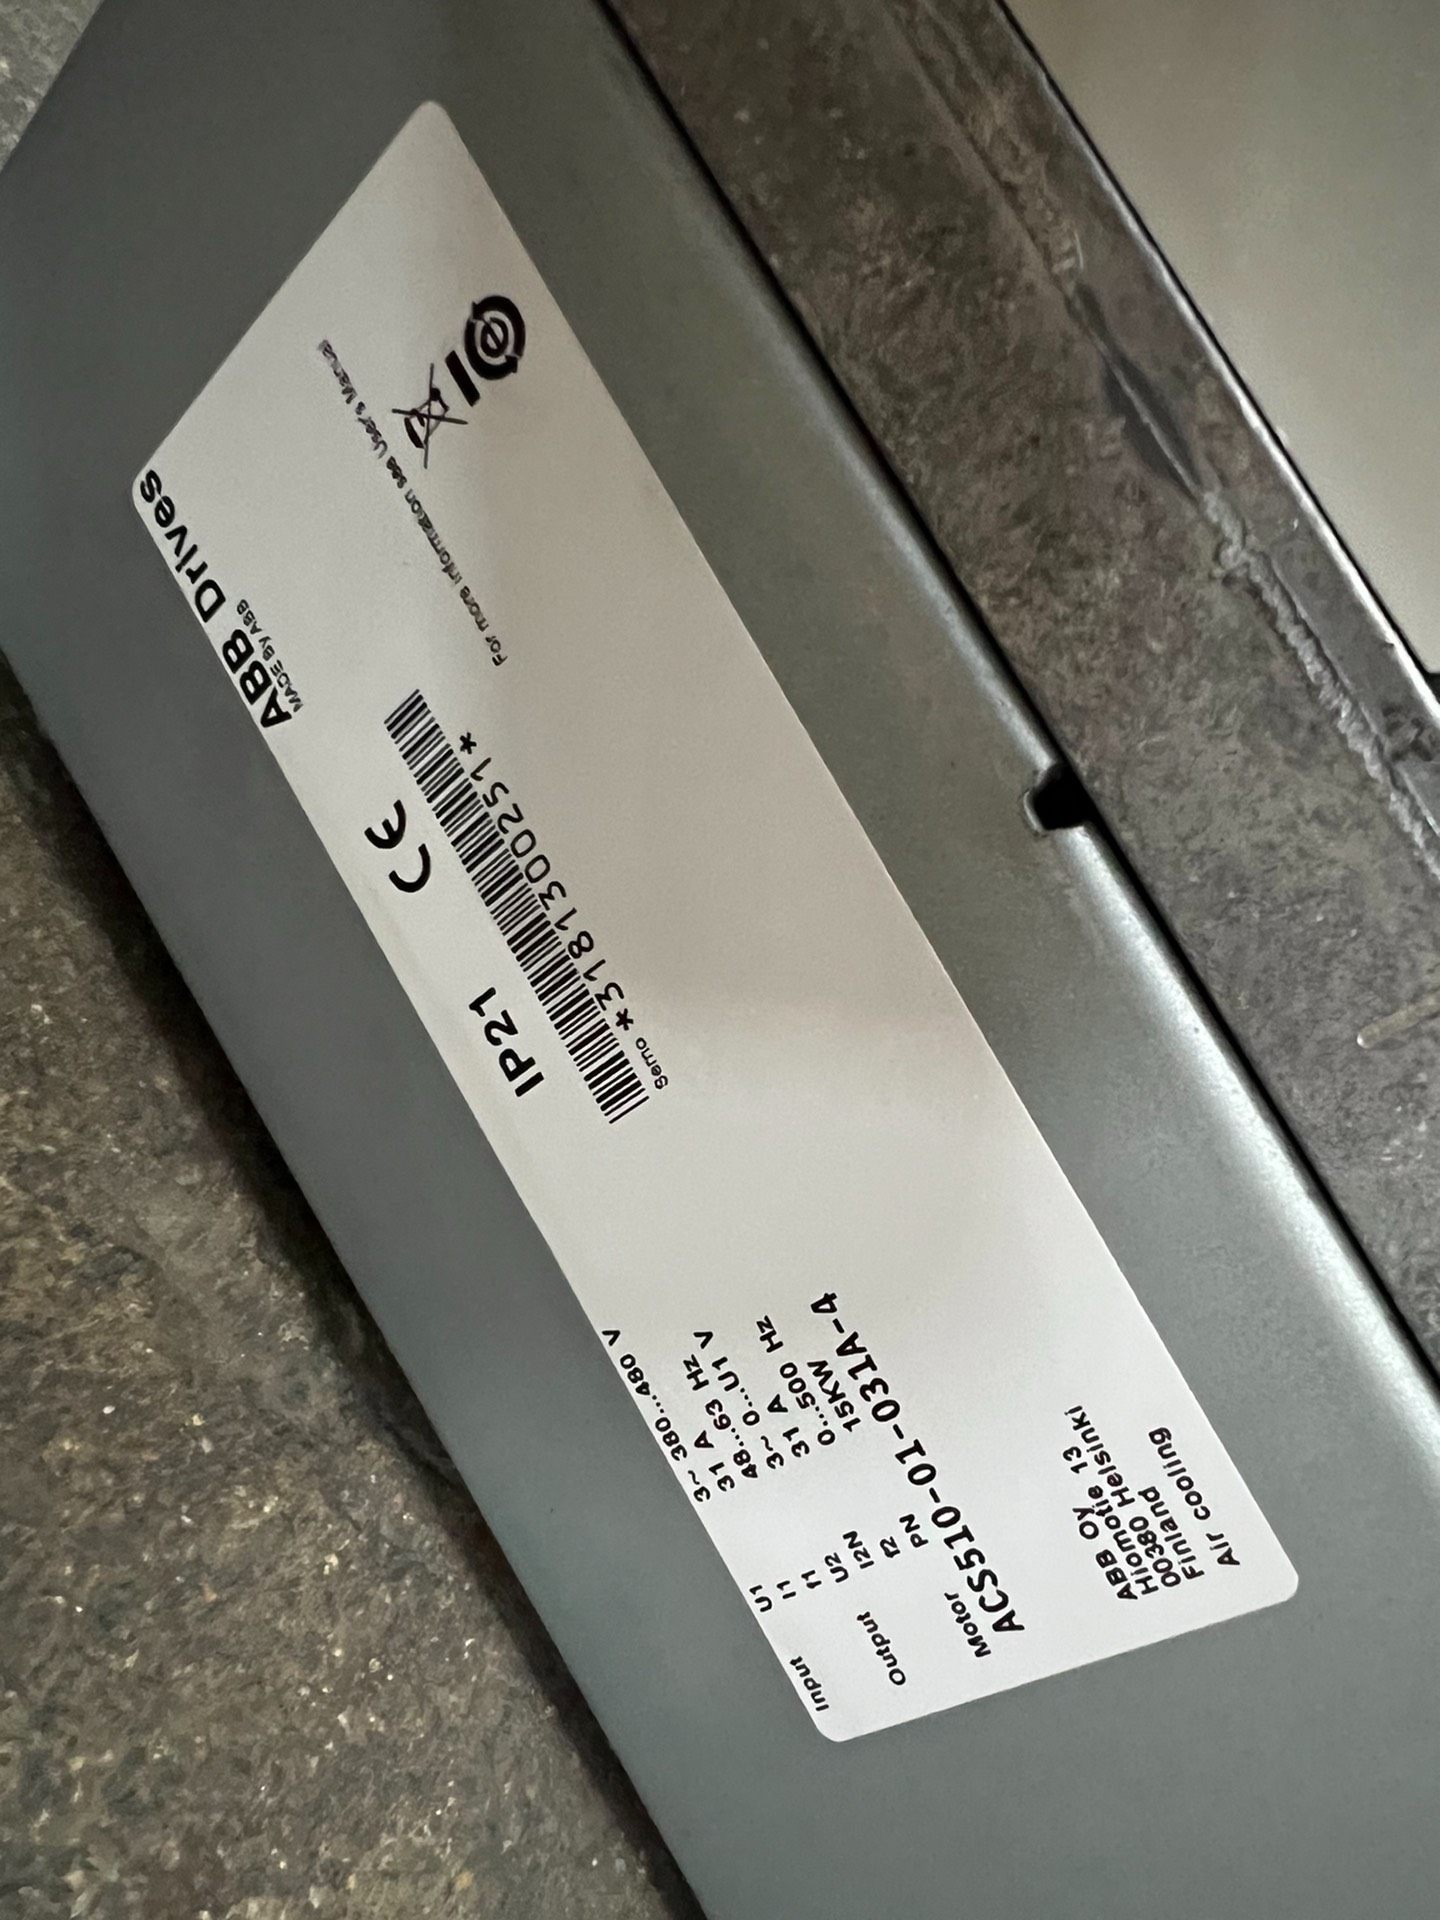 Input U1 3~ 380...480 V
I1 31 A
f1 48...63 Hz
Output U2 3~ 0...U1 V
I2N 31 A
f2 0...500 Hz
Motor PN 15KW
ACS510-01-031A-4
ABB Oy
Hiomotie 13
00380 Helsinki
Finland
Air cooling
IP21
CE
Serno *3181300251*
ABB Drives
MADE BY ABB
For more information see User's Manual
e